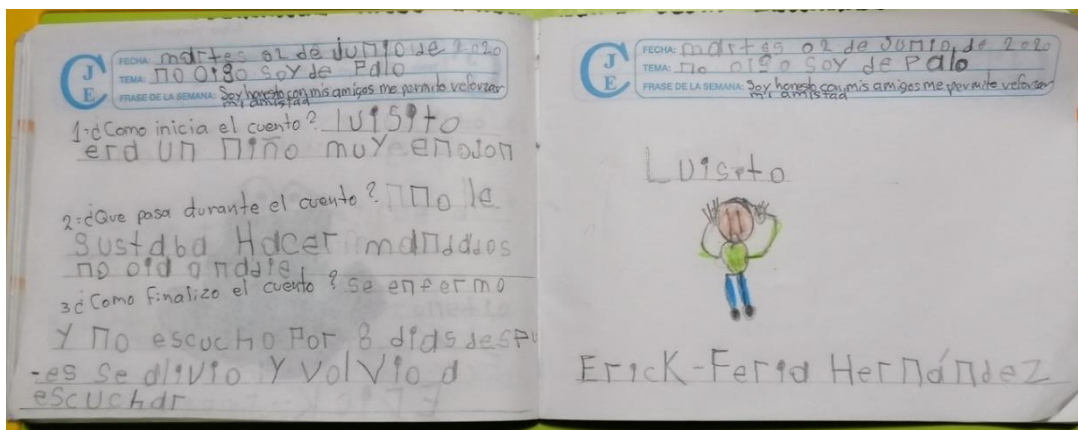 CJE
FECHA: martes 02 de junio de 2020
TEMA: no oigo soy de Palo
FRASE DE LA SEMANA: Soy honesto con mis amigos me permite reforzar
mi amistad
1:¿Como inicia el cuento? luisito
era un niño muy enojon
2:¿Que pasa durante el cuento? no le
gustaba Hacer mandados
no oia a nadie
3¿Como finalizo el cuento? se enfermo
Y no escucho Por 8 dias despu
-es se alivio Y volvio a
escuchar
CJE
FECHA: martes 02 de Junio, de 2020
TEMA: no oigo soy de Palo
FRASE DE LA SEMANA: Soy honesto con mis amigos me permite reforzar
mi amistad
Luisito
Erick-Feria Hernández